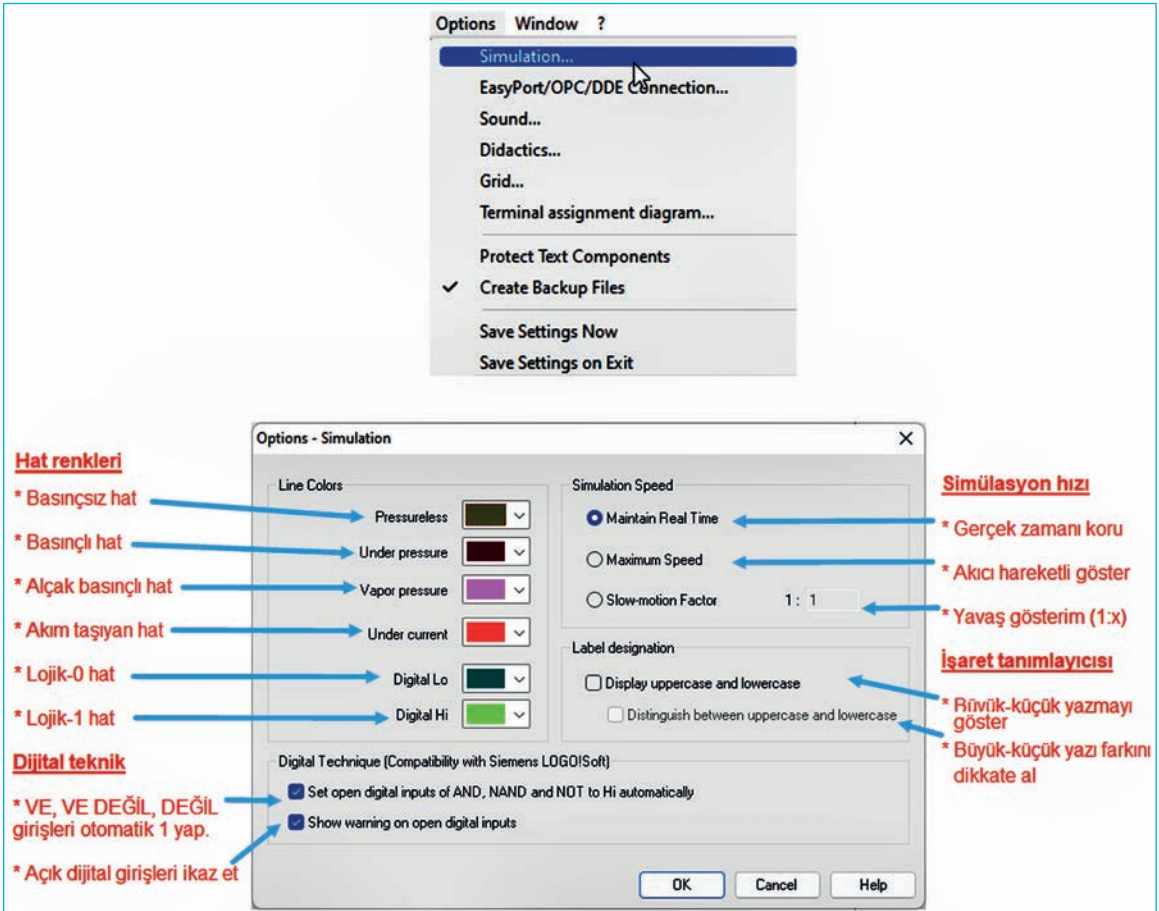 Options Window ?
Simulation...
EasyPort/OPC/DDE Connection...
Sound...
Didactics...
Grid...
Terminal assignment diagram...
Protect Text Components
Create Backup Files
Save Settings Now
Save Settings on Exit
Hat renkleri
* Basınçsız hat
* Basınçlı hat
* Alçak basınçlı hat
* Akım taşıyan hat
* Lojik-0 hat
* Lojik-1 hat
Dijital teknik
* VE, VE DEĞİL, DEĞİL
girişleri otomatik 1 yap.
* Açık dijital girişleri ikaz et
Options - Simulation
Line Colors
Pressureless
Under pressure
Vapor pressure
Under current
Digital Lo
Digital Hi
Simulation Speed
Maintain Real Time
Maximum Speed
Slow-motion Factor 1 : 1
Label designation
Display uppercase and lowercase
Distinguish between uppercase and lowercase
Digital Technique (Compatibility with Siemens LOGO!Soft)
Set open digital inputs of AND, NAND and NOT to Hi automatically
Show warning on open digital inputs
OK Cancel Help
Simülasyon hızı
* Gerçek zamanı koru
* Akıcı hareketli göster
* Yavaş gösterim (1:x)
İşaret tanımlayıcısı
* Büyük-küçük yazmayı
göster
* Büyük-küçük yazı farkını
dikkate al